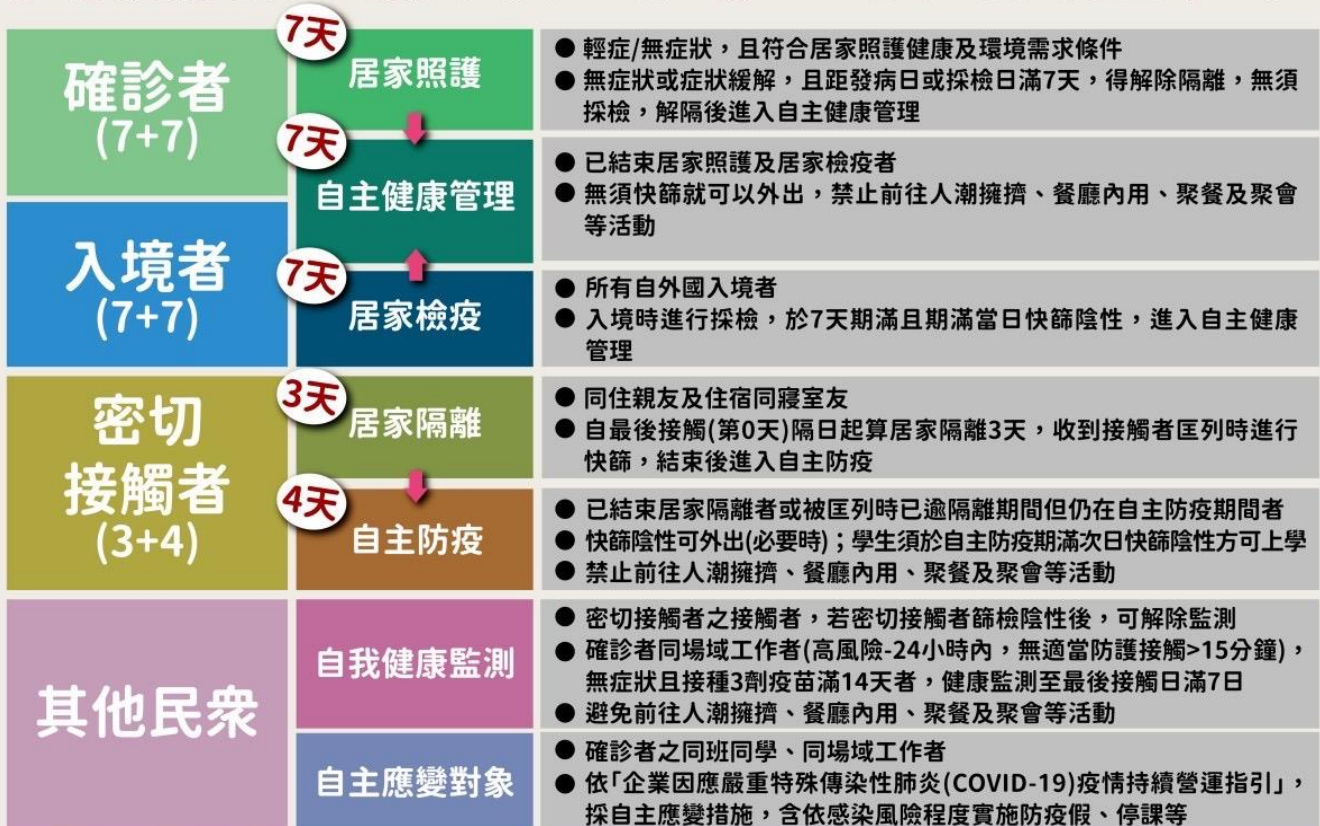 確診者
(7+7)
7天
居家照護
● 輕症/無症狀，且符合居家照護健康及環境需求條件
● 無症狀或症狀緩解，且距發病日或採檢日滿7天，得解除隔離，無須
採檢，解隔後進入自主健康管理
7天
自主健康管理
● 已結束居家照護及居家檢疫者
● 無須快篩就可以外出，禁止前往人潮擁擠、餐廳內用、聚餐及聚會
等活動
入境者
(7+7)
7天
居家檢疫
● 所有自外國入境者
● 入境時進行採檢，於7天期滿且期滿當日快篩陰性，進入自主健康
管理
密切
接觸者
(3+4)
3天
居家隔離
● 同住親友及住宿同寢室友
● 自最後接觸(第0天)隔日起算居家隔離3天，收到接觸者匡列時進行
快篩，結束後進入自主防疫
4天
自主防疫
● 已結束居家隔離者或被匡列時已逾隔離期間但仍在自主防疫期間者
● 快篩陰性可外出(必要時)；學生須於自主防疫期滿次日快篩陰性方可上學
● 禁止前往人潮擁擠、餐廳內用、聚餐及聚會等活動
其他民眾
自我健康監測
● 密切接觸者之接觸者，若密切接觸者篩檢陰性後，可解除監測
● 確診者同場域工作者(高風險-24小時內，無適當防護接觸>15分鐘)，
無症狀且接種3劑疫苗滿14天者，健康監測至最後接觸日滿7日
● 避免前往人潮擁擠、餐廳內用、聚餐及聚會等活動
自主應變對象
● 確診者之同班同學、同場域工作者
● 依「企業因應嚴重特殊傳染性肺炎(COVID-19)疫情持續營運指引」，
採自主應變措施，含依感染風險程度實施防疫假、停課等